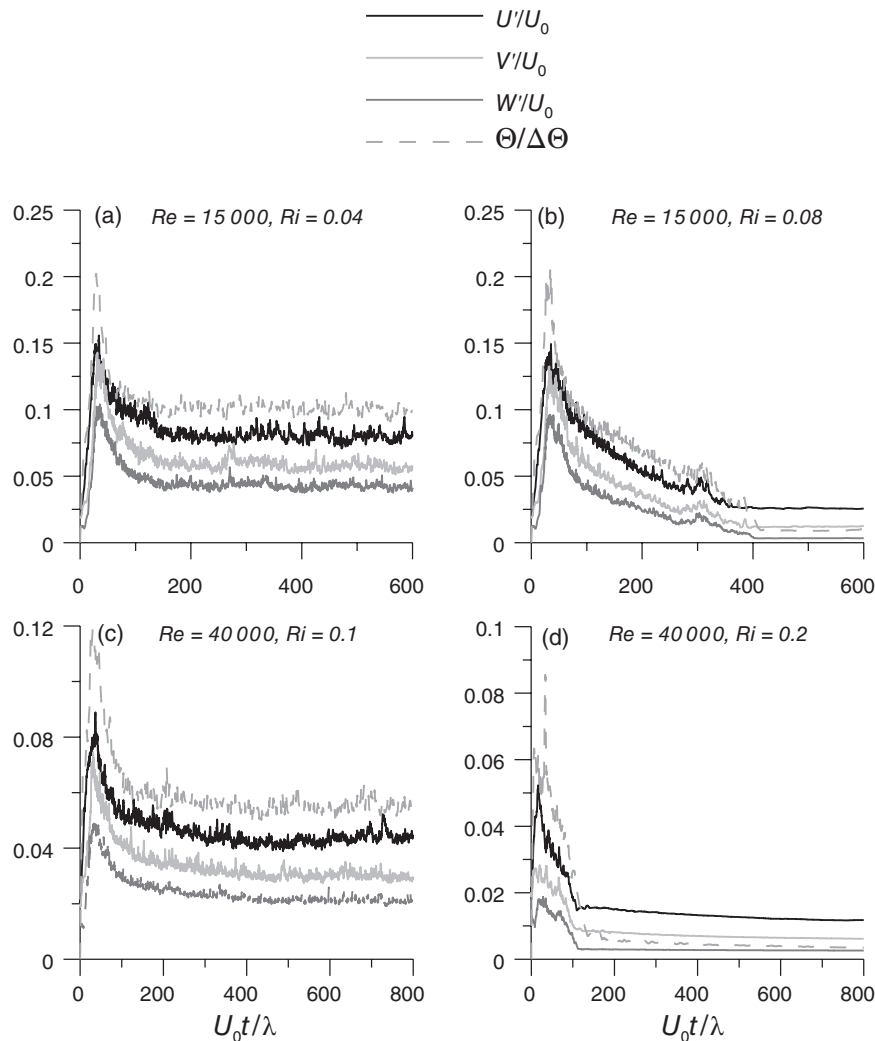 U'/U₀
V'/U₀
W'/U₀
Θ/ΔΘ
(a) Re = 15 000, Ri = 0.04
0.25
0.2
0.15
0.1
0.05
0
0 200 400 600
(b) Re = 15 000, Ri = 0.08
0.25
0.2
0.15
0.1
0.05
0
0 200 400 600
(c) Re = 40 000, Ri = 0.1
0.12
0.08
0.04
0
0 200 400 600 800
U₀t/λ
(d) Re = 40 000, Ri = 0.2
0.1
0.08
0.06
0.04
0.02
0
0 200 400 600 800
U₀t/λ